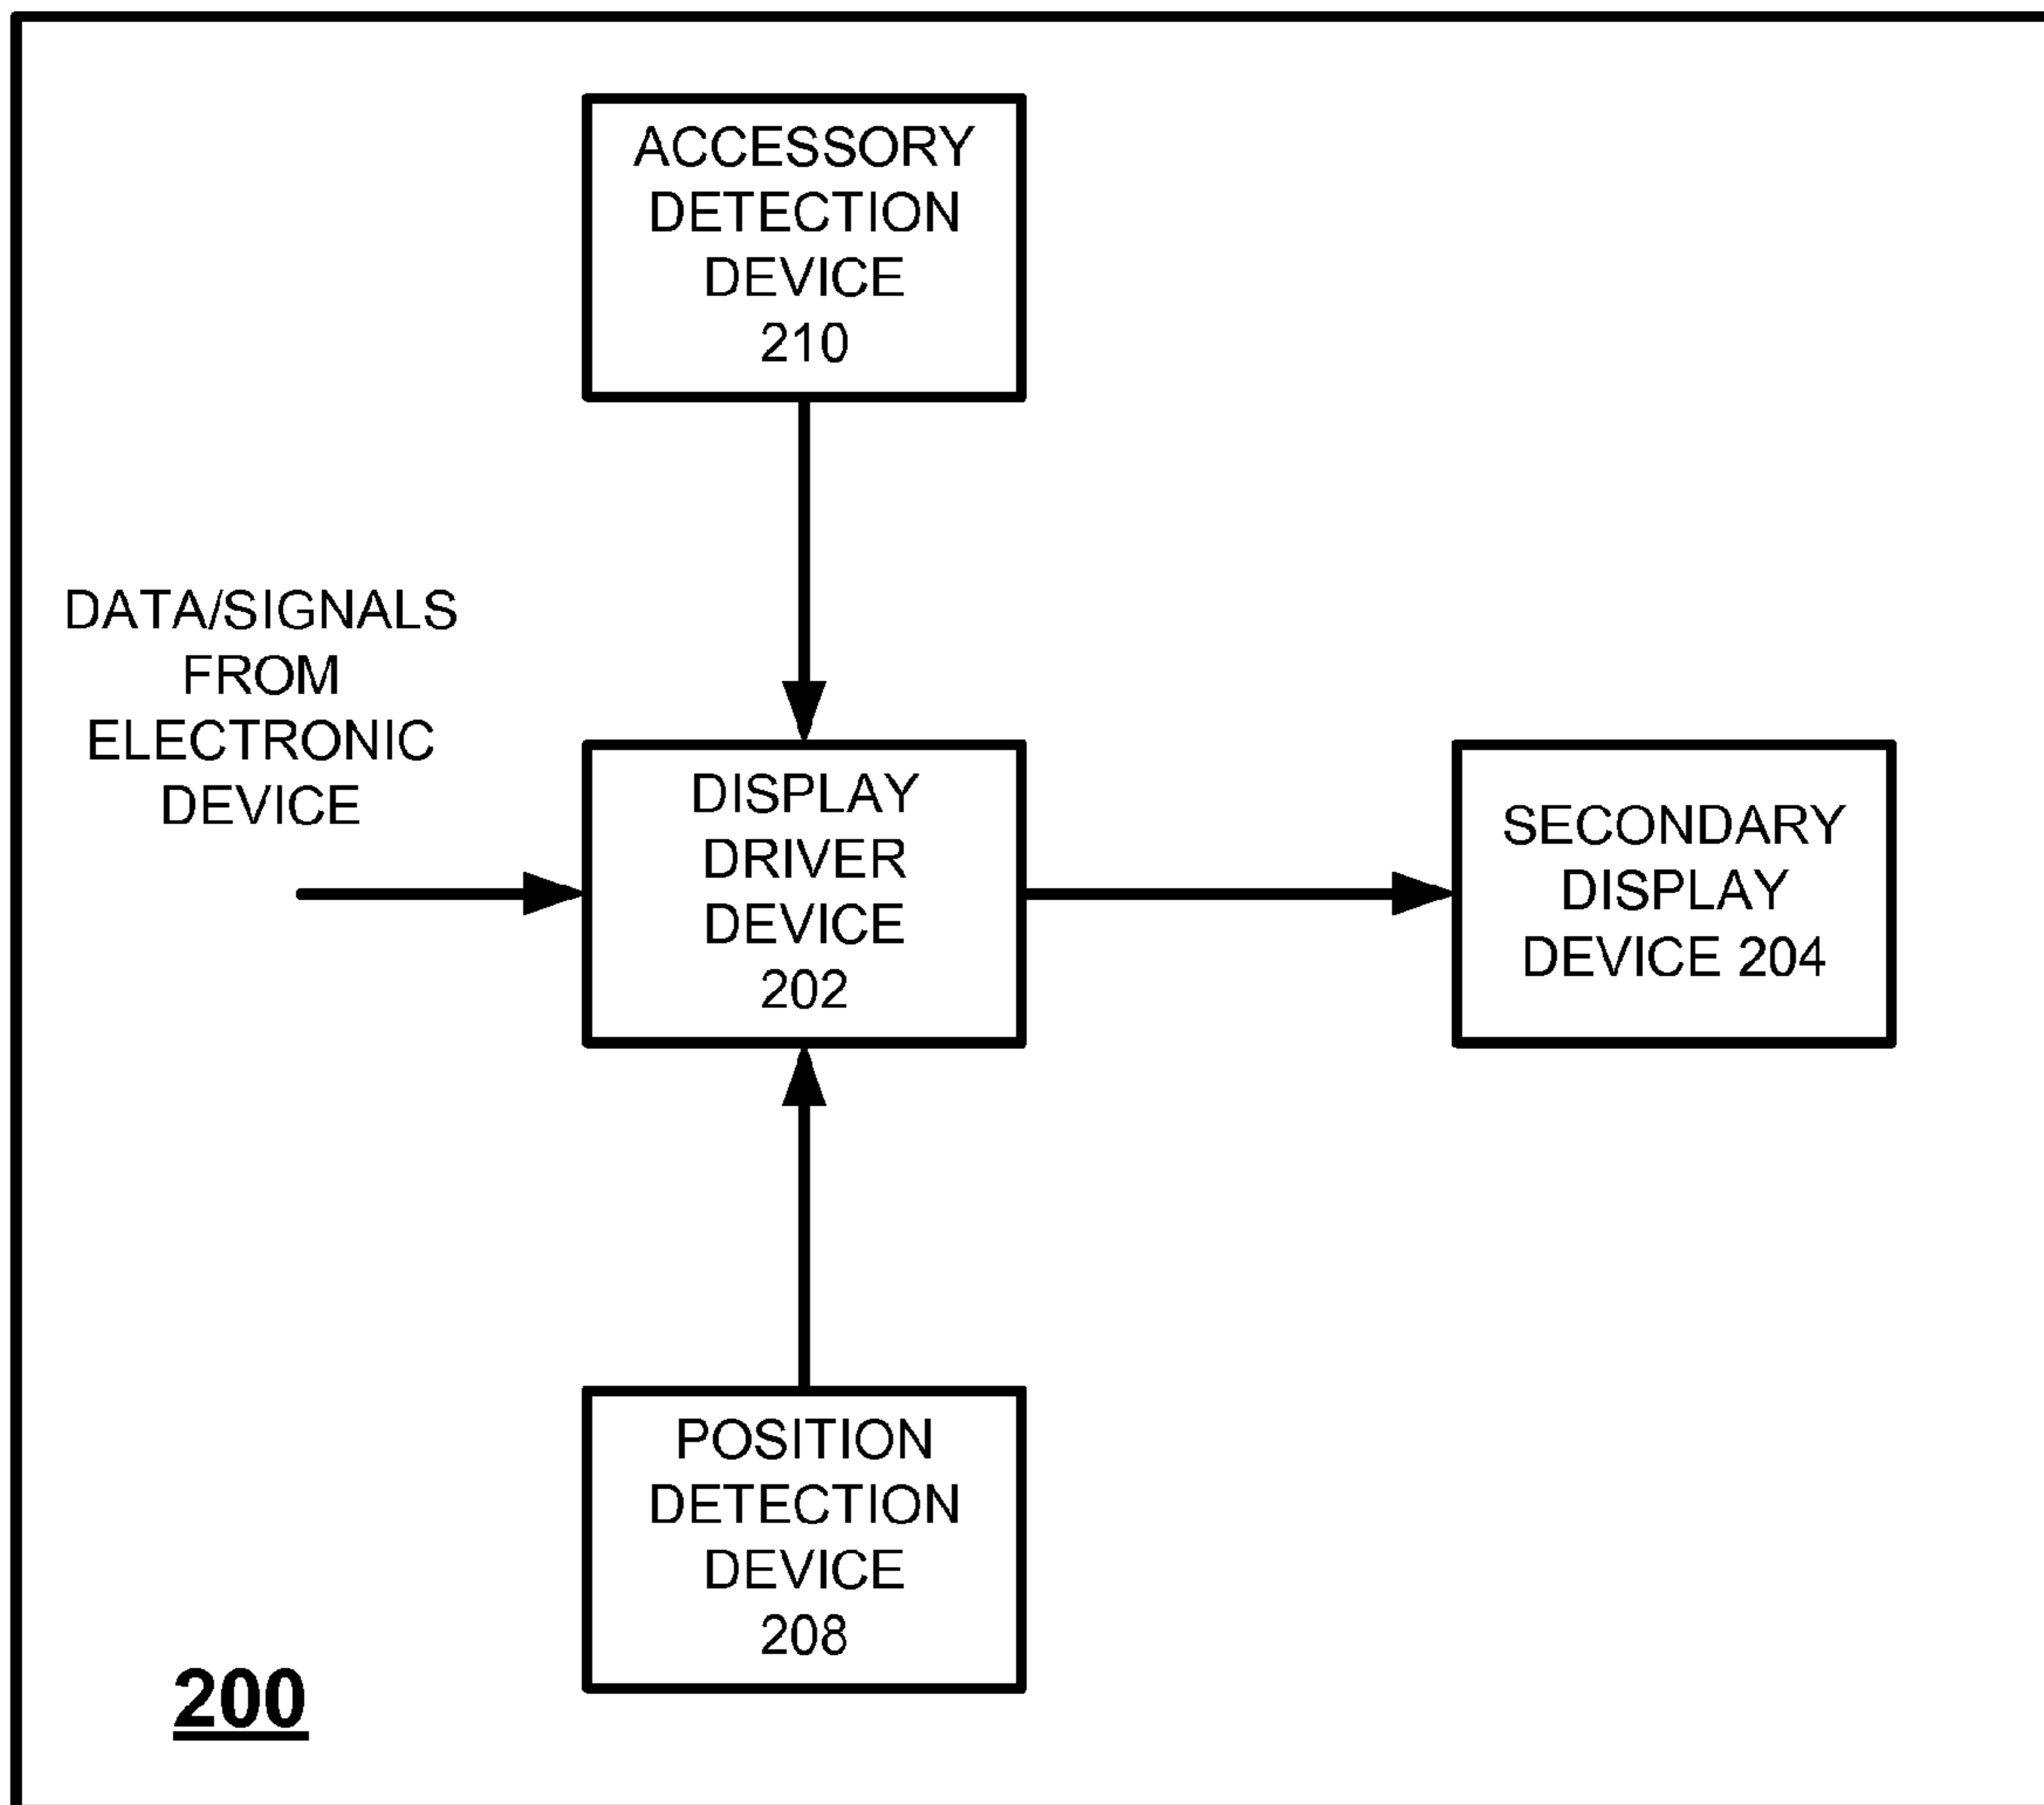 ACCESSORY
DETECTION
DEVICE
210
DATA/SIGNALS
FROM
ELECTRONIC
DEVICE
DISPLAY
DRIVER
DEVICE
202
SECONDARY
DISPLAY
DEVICE 204
POSITION
DETECTION
DEVICE
208
200